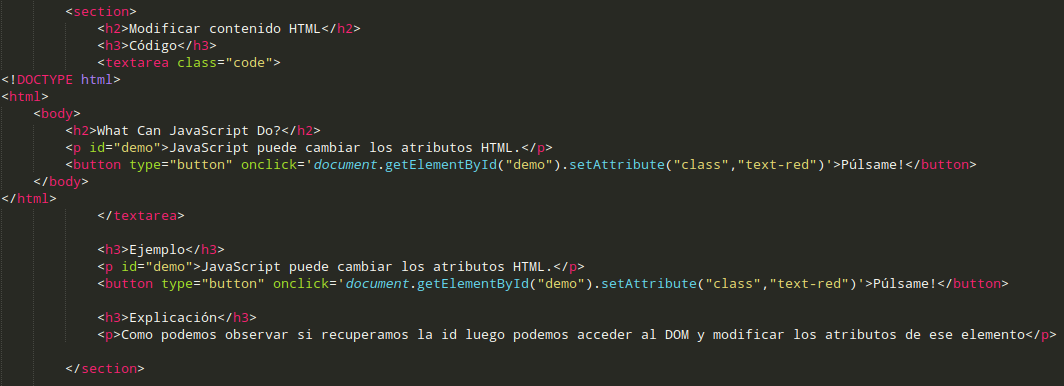 <section>
<h2>Modificar contenido HTML</h2>
<h3>Código</h3>
<textarea class="code">
<!DOCTYPE html>
<html>
<body>
<h2>What Can JavaScript Do?</h2>
<p id="demo">JavaScript puede cambiar los atributos HTML.</p>
<button type="button" onclick='document.getElementById("demo").setAttribute("class","text-red")'>Púlsame!</button>
</body>
</html>
</textarea>
<h3>Ejemplo</h3>
<p id="demo">JavaScript puede cambiar los atributos HTML.</p>
<button type="button" onclick='document.getElementById("demo").setAttribute("class","text-red")'>Púlsame!</button>
<h3>Explicación</h3>
<p>Como podemos observar si recuperamos la id luego podemos acceder al DOM y modificar los atributos de ese elemento</p>
</section>